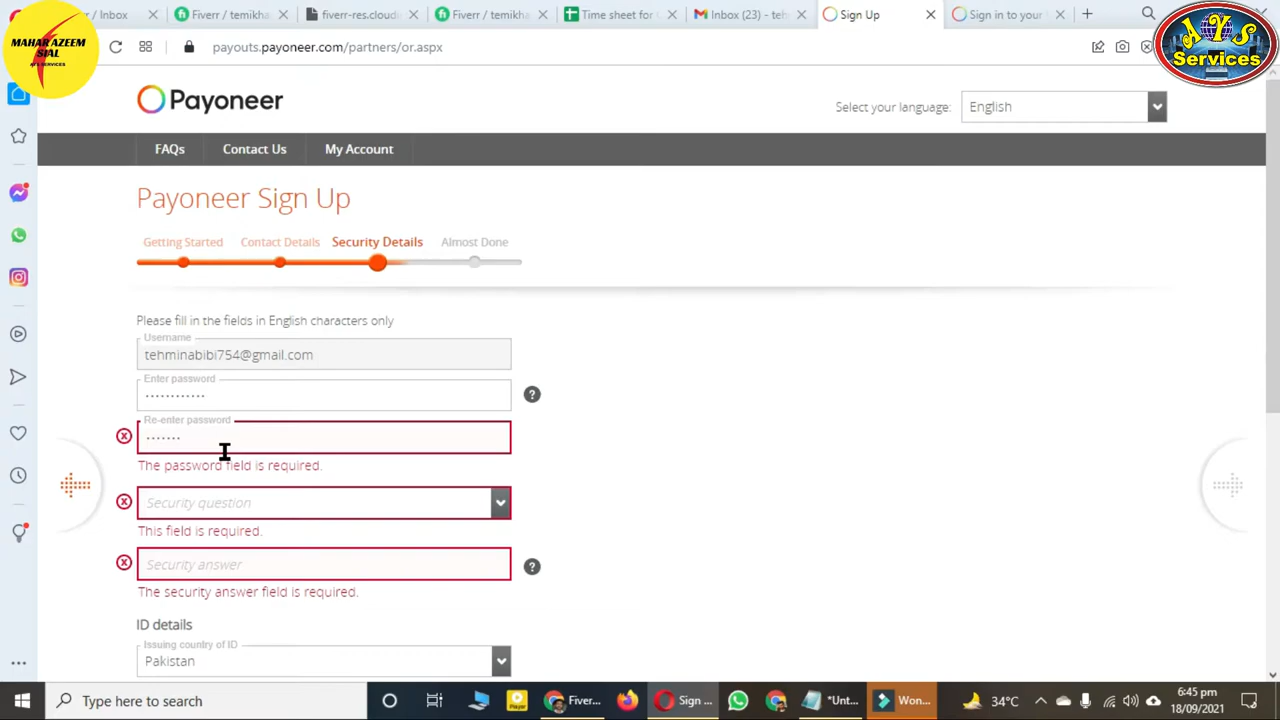 Fiverr / temikha
fiverr-res.cloudi
Fiverr / temikha
Time sheet for
Inbox (23) - teh
Sign Up
Sign in to your
payouts.payoneer.com/partners/or.aspx
MAHAR AZEEM
SIAL
AYS SERVICES
AYS
Services
Payoneer
Select your language:
English
FAQs
Contact Us
My Account
Payoneer Sign Up
Getting Started
Contact Details
Security Details
Almost Done
Please fill in the fields in English characters only
Username
tehminabibi754@gmail.com
Enter password
Re-enter password
The password field is required.
Security question
This field is required.
Security answer
The security answer field is required.
ID details
Issuing country of ID
Pakistan
Type here to search
Payer
Fiver...
Sign ...
*Unt...
Won...
34°C
6:45 pm
18/09/2021